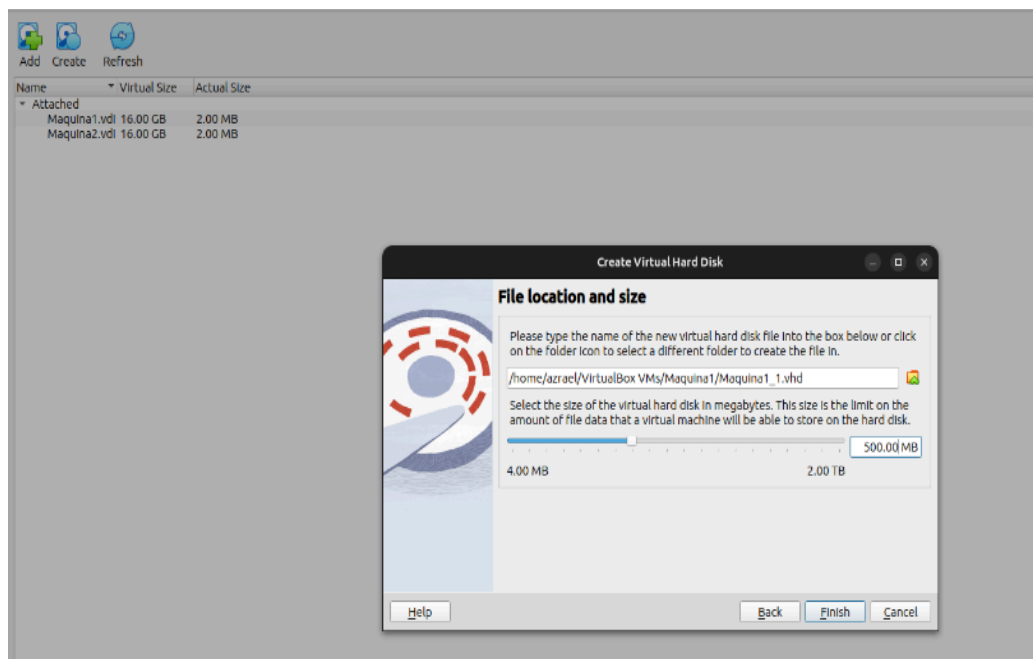 Add Create Refresh
Name Virtual Size Actual Size
Attached
Maquina1.vdi 16.00 GB 2.00 MB
Maquina2.vdi 16.00 GB 2.00 MB
Create Virtual Hard Disk
File location and size
Please type the name of the new virtual hard disk file into the box below or click
on the folder icon to select a different folder to create the file in.
/home/azrael/VirtualBox VMs/Maquina1/Maquina1_1.vhd
Select the size of the virtual hard disk in megabytes. This size is the limit on the
amount of file data that a virtual machine will be able to store on the hard disk.
500.00 MB
4.00 MB 2.00 TB
Help Back Finish Cancel